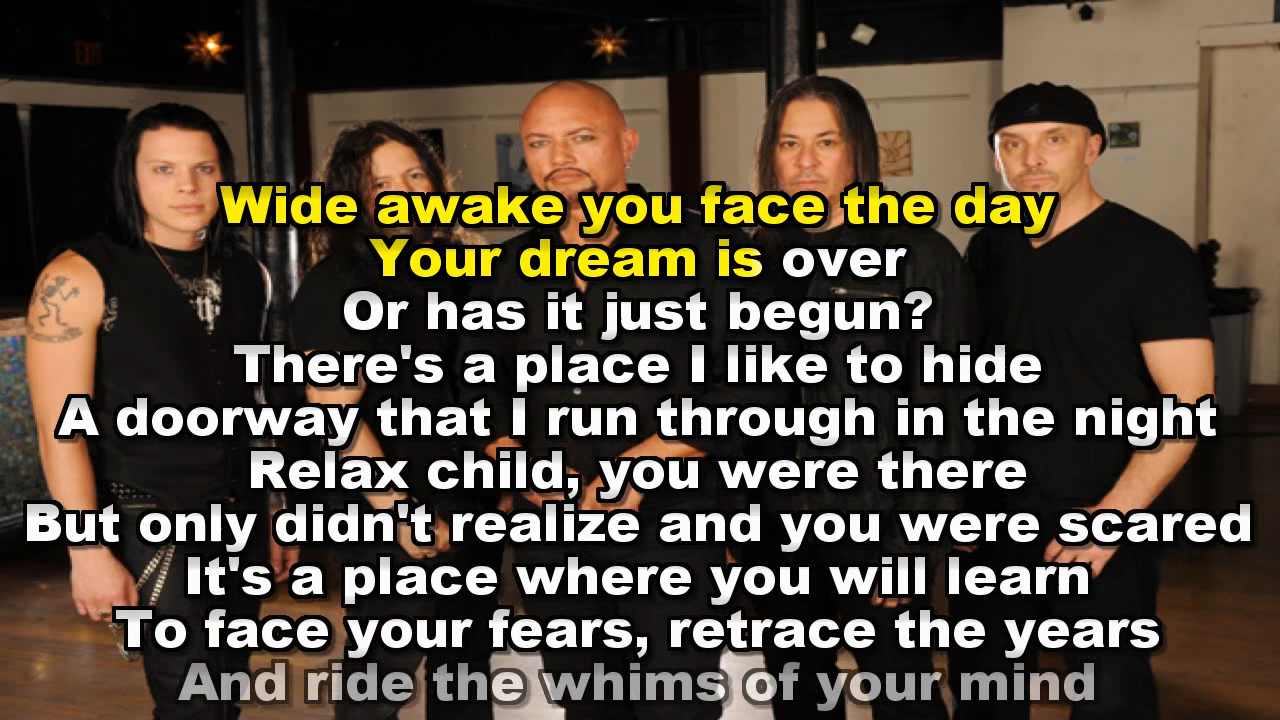 EXIT
Wide awake you face the day
Your dream is over
Or has it just begun?
There's a place I like to hide
A doorway that I run through in the night
Relax child, you were there
But only didn't realize and you were scared
It's a place where you will learn
To face your fears, retrace the years
And ride the whims of your mind